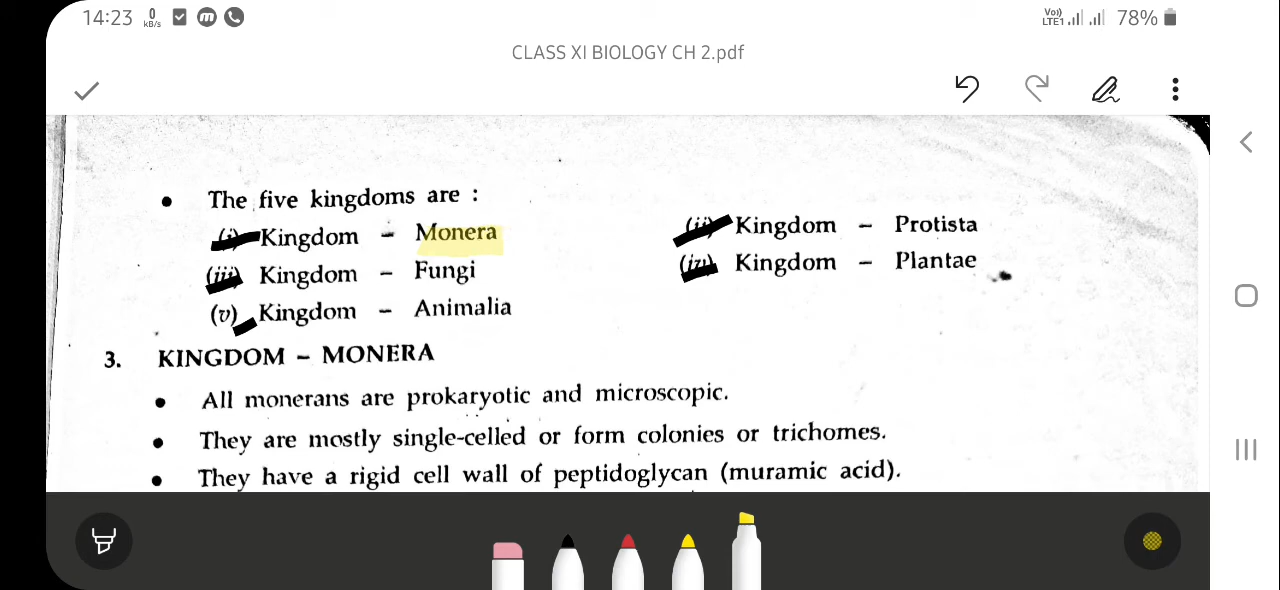 14:23 0 kB/s m Vo) LTE1 78%
CLASS XI BIOLOGY CH 2.pdf
• The five kingdoms are :
(i) Kingdom – Monera (ii) Kingdom – Protista
(iii) Kingdom – Fungi (iv) Kingdom – Plantae
(v) Kingdom – Animalia
3. KINGDOM – MONERA
• All monerans are prokaryotic and microscopic.
• They are mostly single-celled or form colonies or trichomes.
• They have a rigid cell wall of peptidoglycan (muramic acid).